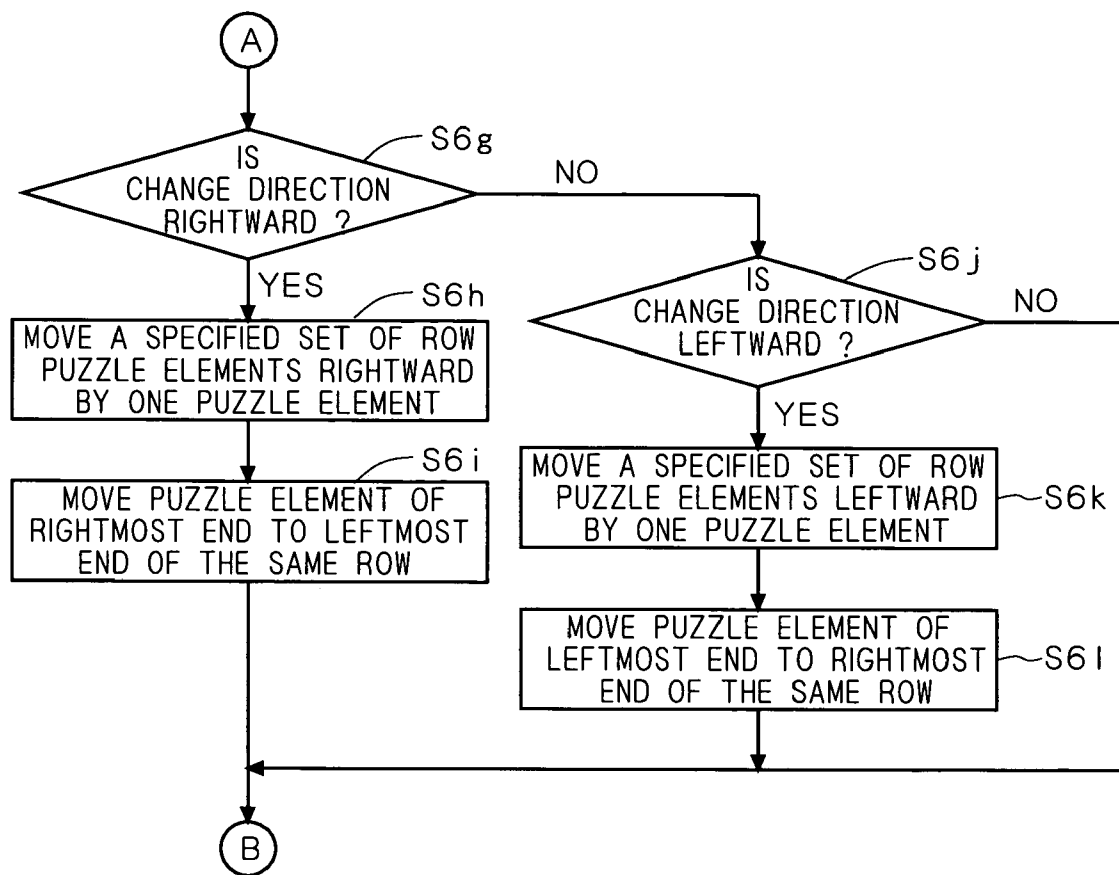 A
S6g
IS
CHANGE DIRECTION
RIGHTWARD ?
NO
YES
S6h
MOVE A SPECIFIED SET OF ROW
PUZZLE ELEMENTS RIGHTWARD
BY ONE PUZZLE ELEMENT
S6i
MOVE PUZZLE ELEMENT OF
RIGHTMOST END TO LEFTMOST
END OF THE SAME ROW
S6j
IS
CHANGE DIRECTION
LEFTWARD ?
NO
YES
MOVE A SPECIFIED SET OF ROW
PUZZLE ELEMENTS LEFTWARD
BY ONE PUZZLE ELEMENT
S6k
MOVE PUZZLE ELEMENT OF
LEFTMOST END TO RIGHTMOST
END OF THE SAME ROW
S6l
B